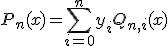 P_n(x)=\sum_{i=0}^{n} y_i Q_{n,i}(x)